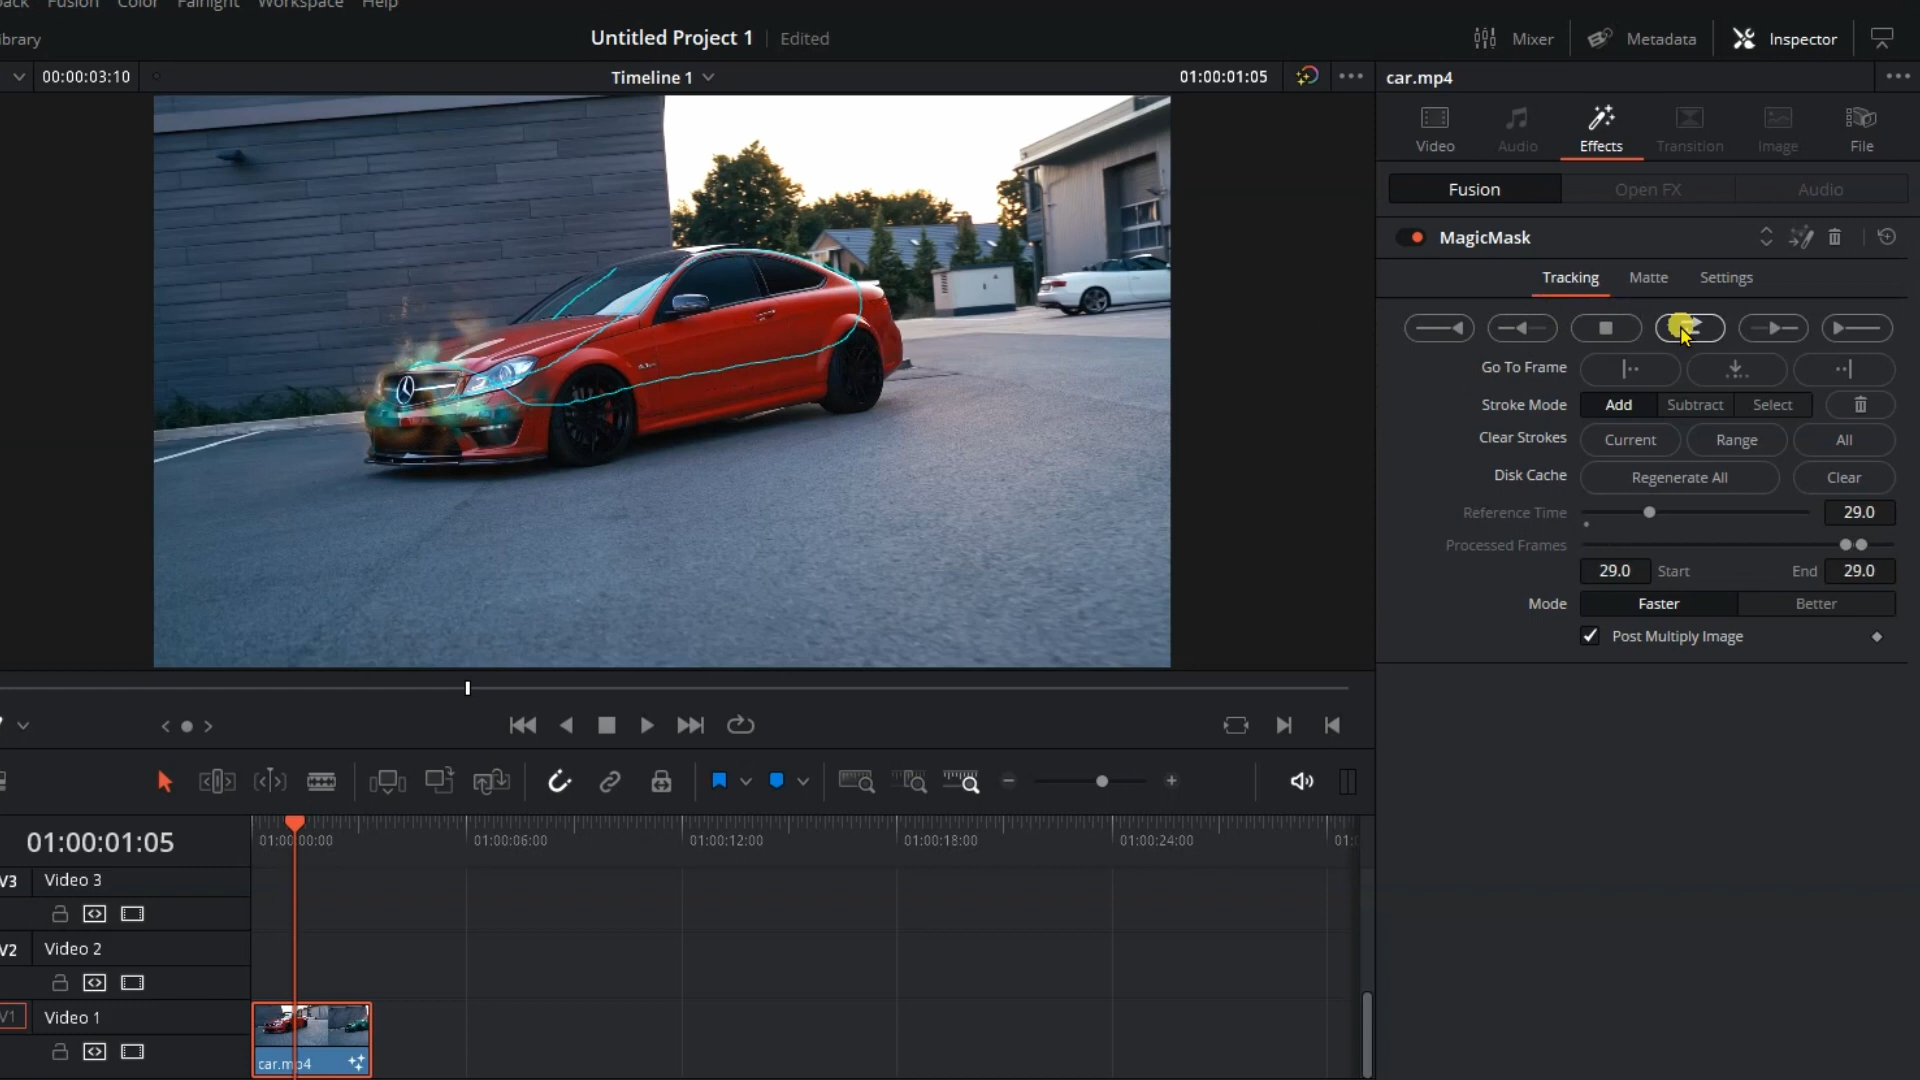 back Fusion Color Fairlight Workspace Help
ibrary
Untitled Project 1 Edited
Mixer Metadata Inspector
00:00:03:10 Timeline 1 01:00:01:05 car.mp4
Video Audio Effects Transition Image File
Fusion Open FX Audio
MagicMask
Tracking Matte Settings
Go To Frame
Stroke Mode Add Subtract Select
Clear Strokes Current Range All
Disk Cache Regenerate All Clear
Reference Time 29.0
Processed Frames
29.0 Start End 29.0
Mode Faster Better
Post Multiply Image
01:00:01:05
01:00:00:00 01:00:06:00 01:00:12:00 01:00:18:00 01:00:24:00 01:
V3 Video 3
V2 Video 2
V1 Video 1
car.mp4